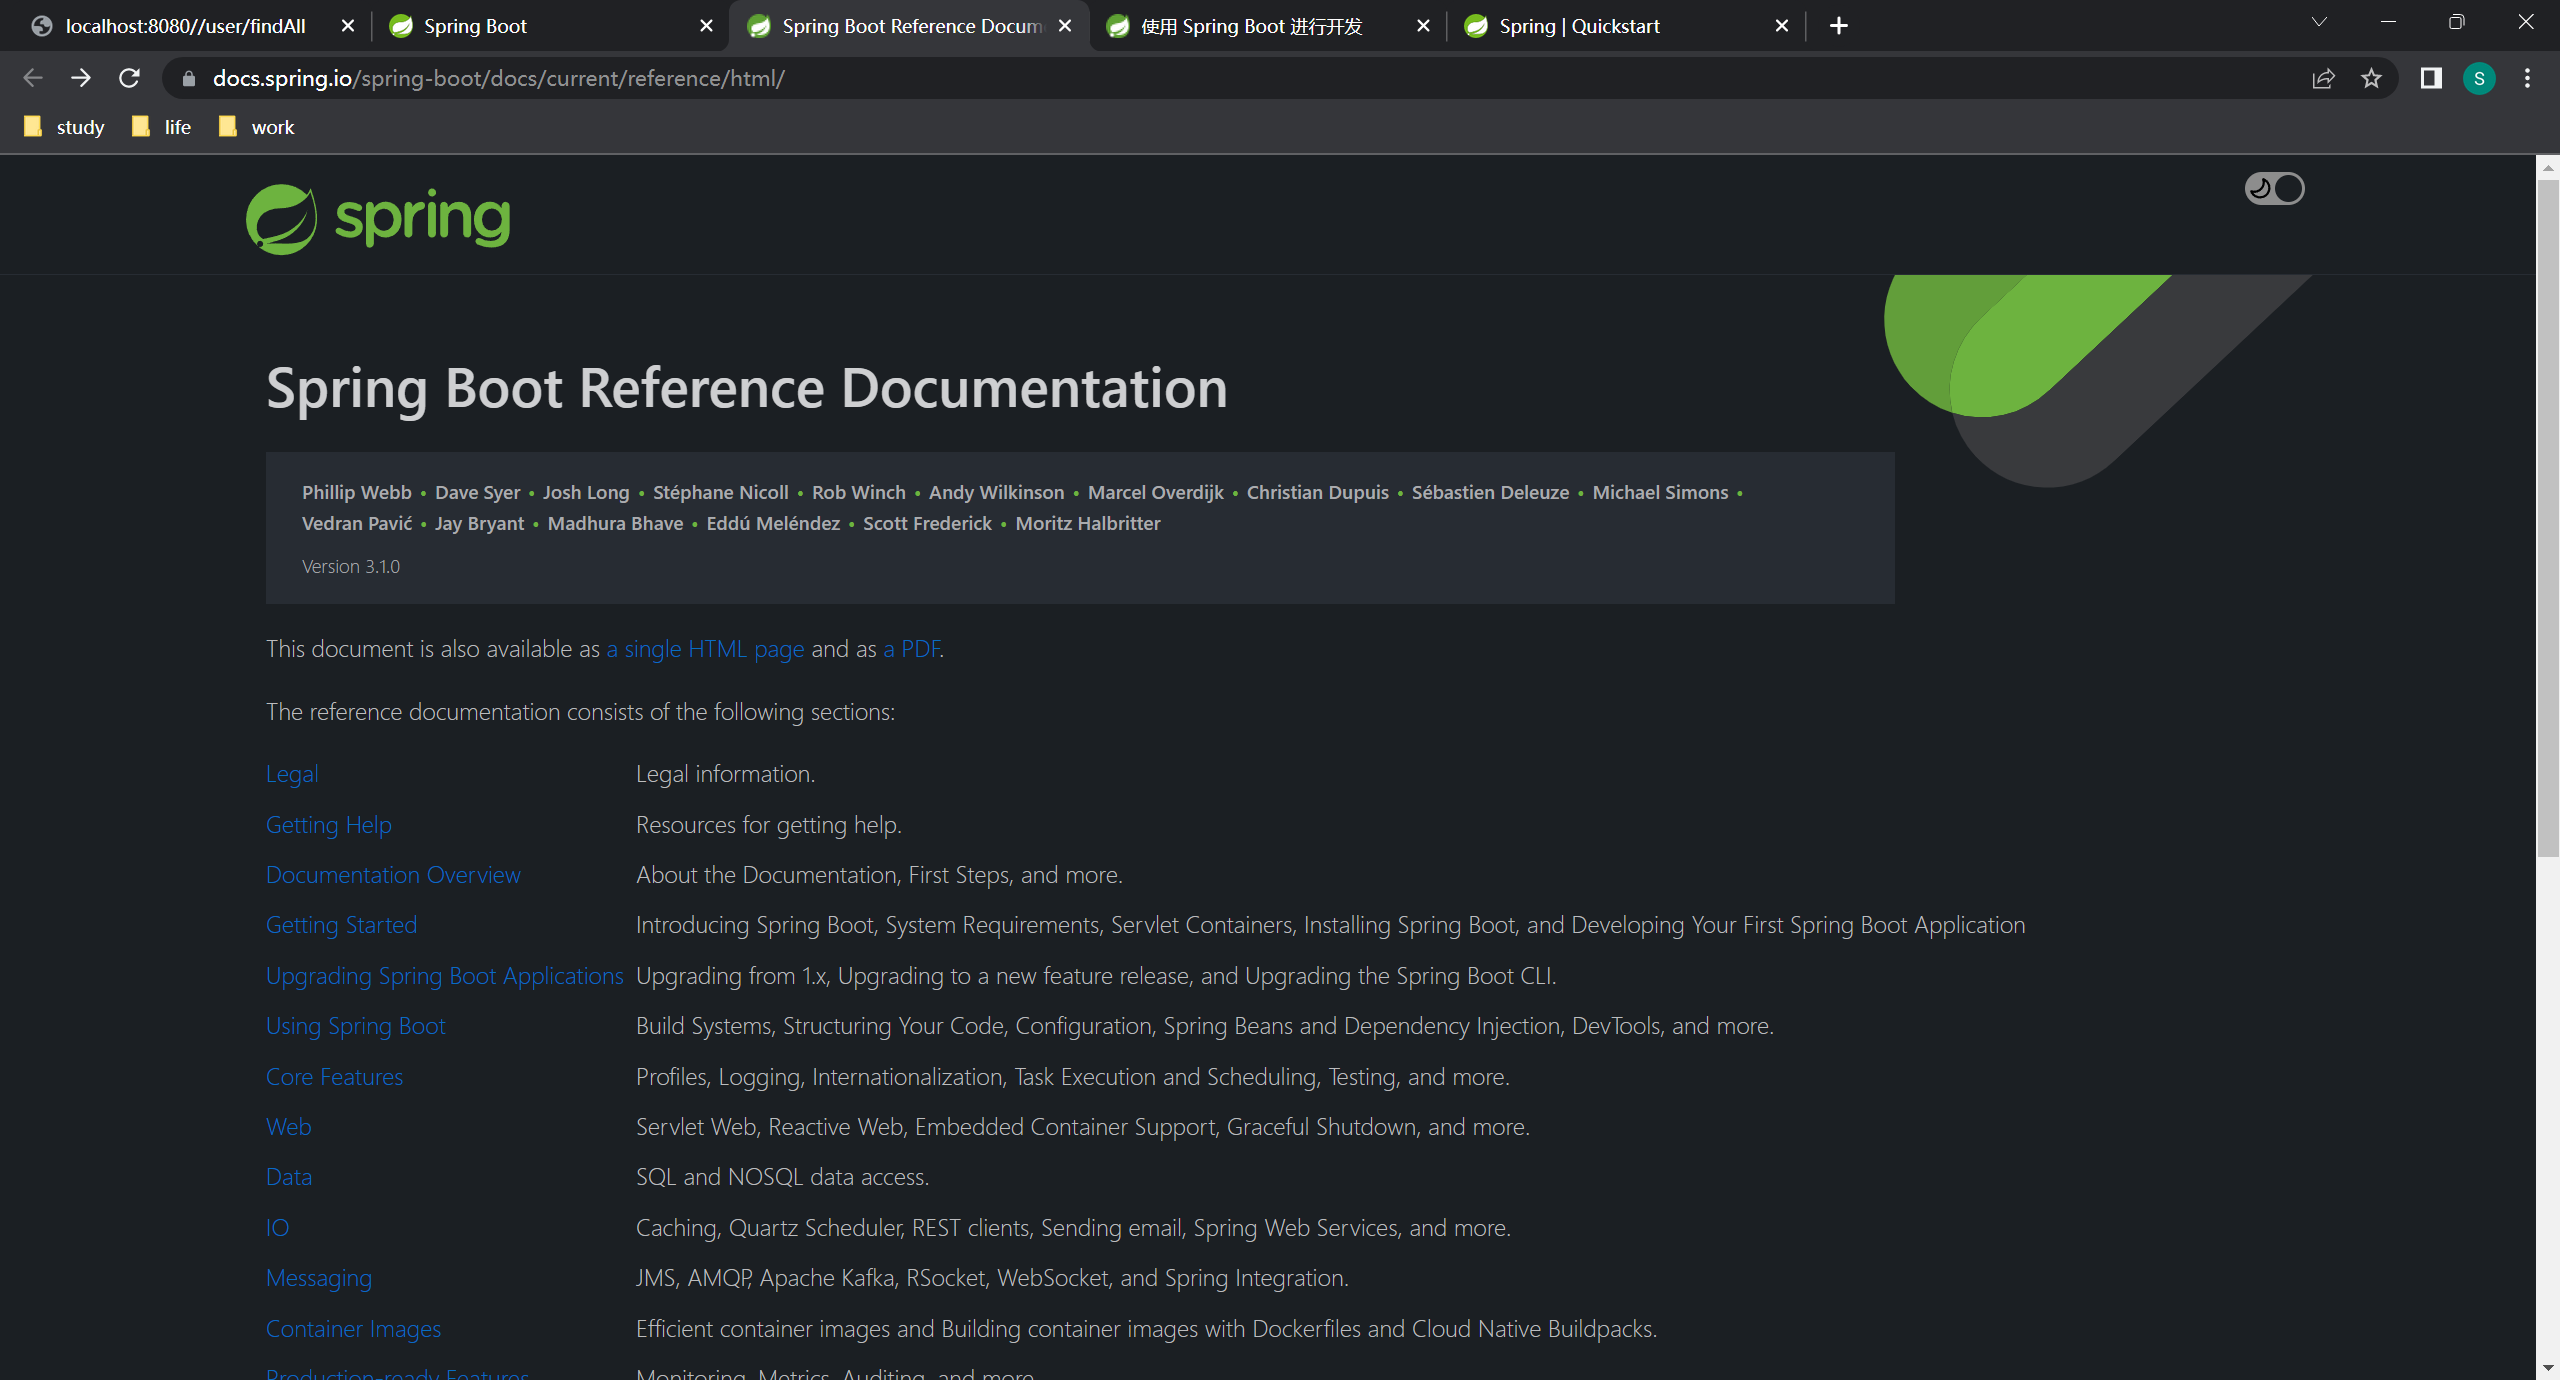 localhost:8080//user/findAll
Spring Boot
Spring Boot Reference Docum
使用 Spring Boot 进行开发
Spring | Quickstart
docs.spring.io/spring-boot/docs/current/reference/html/
S
study
life
work
spring
Spring Boot Reference Documentation
Phillip Webb • Dave Syer • Josh Long • Stéphane Nicoll • Rob Winch • Andy Wilkinson • Marcel Overdijk • Christian Dupuis • Sébastien Deleuze • Michael Simons •
Vedran Pavić • Jay Bryant • Madhura Bhave • Eddú Meléndez • Scott Frederick • Moritz Halbritter
Version 3.1.0
This document is also available as a single HTML page and as a PDF.
The reference documentation consists of the following sections:
Legal Legal information.
Getting Help Resources for getting help.
Documentation Overview About the Documentation, First Steps, and more.
Getting Started Introducing Spring Boot, System Requirements, Servlet Containers, Installing Spring Boot, and Developing Your First Spring Boot Application
Upgrading Spring Boot Applications Upgrading from 1.x, Upgrading to a new feature release, and Upgrading the Spring Boot CLI.
Using Spring Boot Build Systems, Structuring Your Code, Configuration, Spring Beans and Dependency Injection, DevTools, and more.
Core Features Profiles, Logging, Internationalization, Task Execution and Scheduling, Testing, and more.
Web Servlet Web, Reactive Web, Embedded Container Support, Graceful Shutdown, and more.
Data SQL and NOSQL data access.
IO Caching, Quartz Scheduler, REST clients, Sending email, Spring Web Services, and more.
Messaging JMS, AMQP, Apache Kafka, RSocket, WebSocket, and Spring Integration.
Container Images Efficient container images and Building container images with Dockerfiles and Cloud Native Buildpacks.
Production-ready Features Monitoring, Metrics, Auditing, and more.